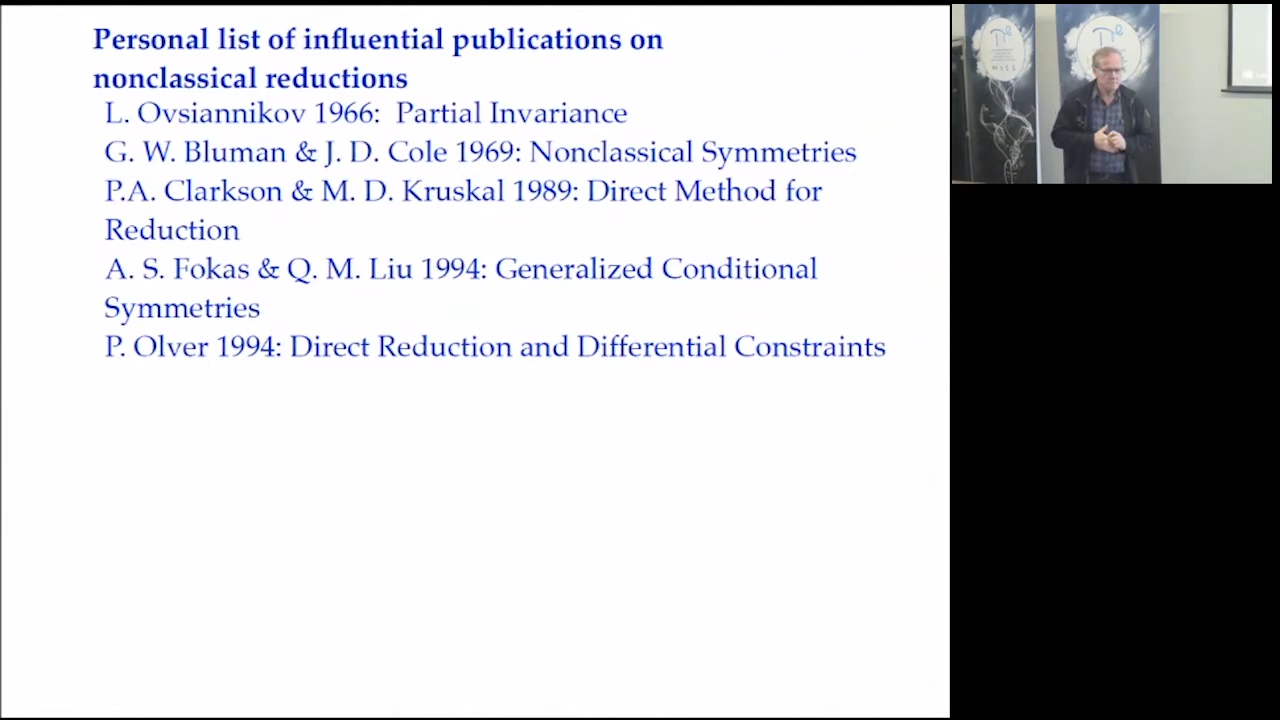 Personal list of influential publications on
nonclassical reductions
L. Ovsiannikov 1966: Partial Invariance
G. W. Bluman & J. D. Cole 1969: Nonclassical Symmetries
P.A. Clarkson & M. D. Kruskal 1989: Direct Method for
Reduction
A. S. Fokas & Q. M. Liu 1994: Generalized Conditional
Symmetries
P. Olver 1994: Direct Reduction and Differential Constraints